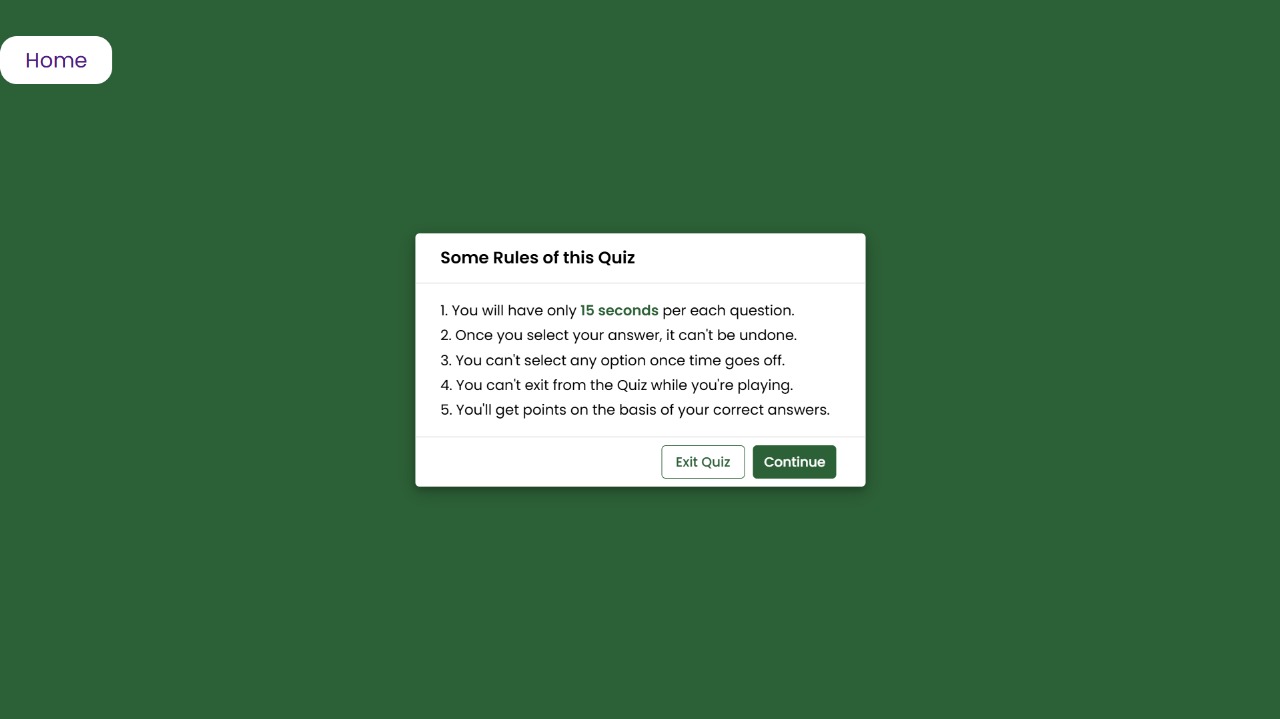 Home
Some Rules of this Quiz
1. You will have only 15 seconds per each question.
2. Once you select your answer, it can't be undone.
3. You can't select any option once time goes off.
4. You can't exit from the Quiz while you're playing.
5. You'll get points on the basis of your correct answers.
Exit Quiz Continue